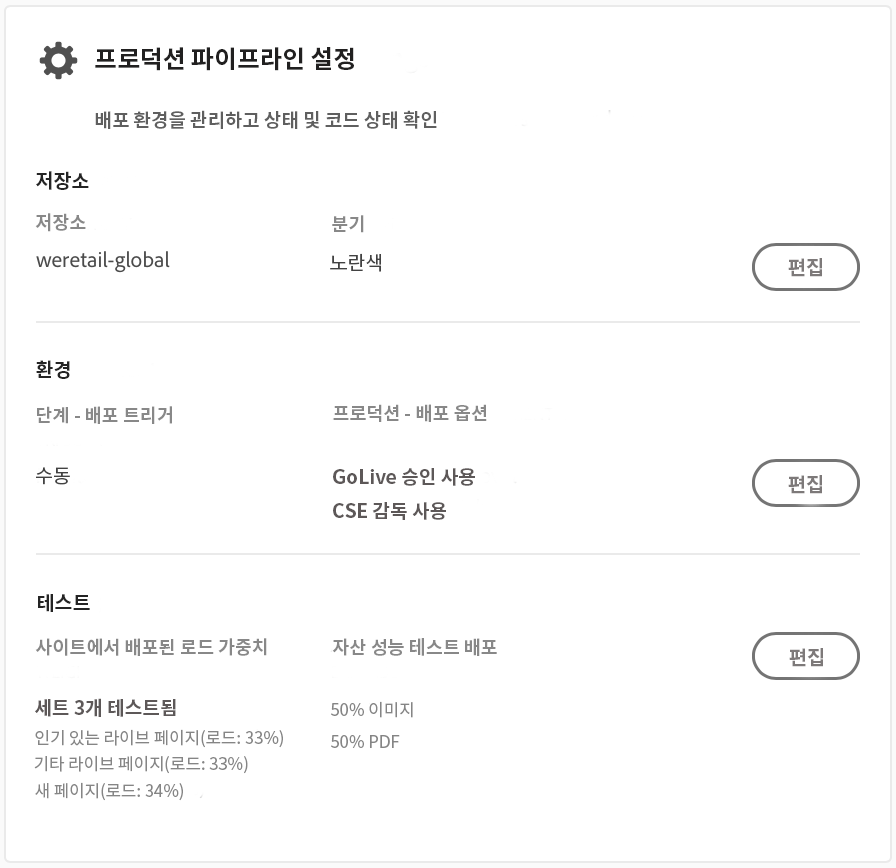 프로덕션 파이프라인 설정
배포 환경을 관리하고 상태 및 코드 상태 확인
저장소
저장소
분기
weretail-global
노란색
편집
환경
단계 - 배포 트리거
프로덕션 - 배포 옵션
수동
GoLive 승인 사용
편집
CSE 감독 사용
테스트
사이트에서 배포된 로드 가중치
자산 성능 테스트 배포
편집
세트 3개 테스트됨
50% 이미지
인기 있는 라이브 페이지(로드: 33%)
50% PDF
기타 라이브 페이지(로드: 33%)
새 페이지(로드: 34%)